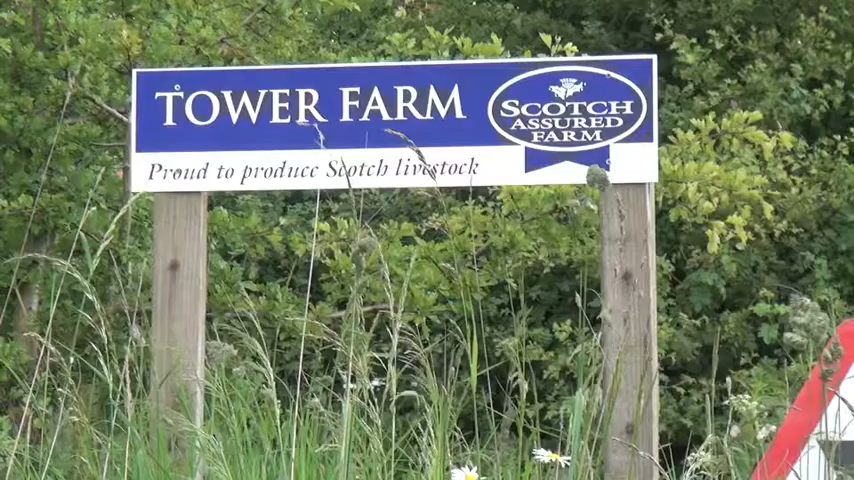 TOWER FARM
SCOTCH
ASSURED
FARM
Proud to produce Scotch livestock